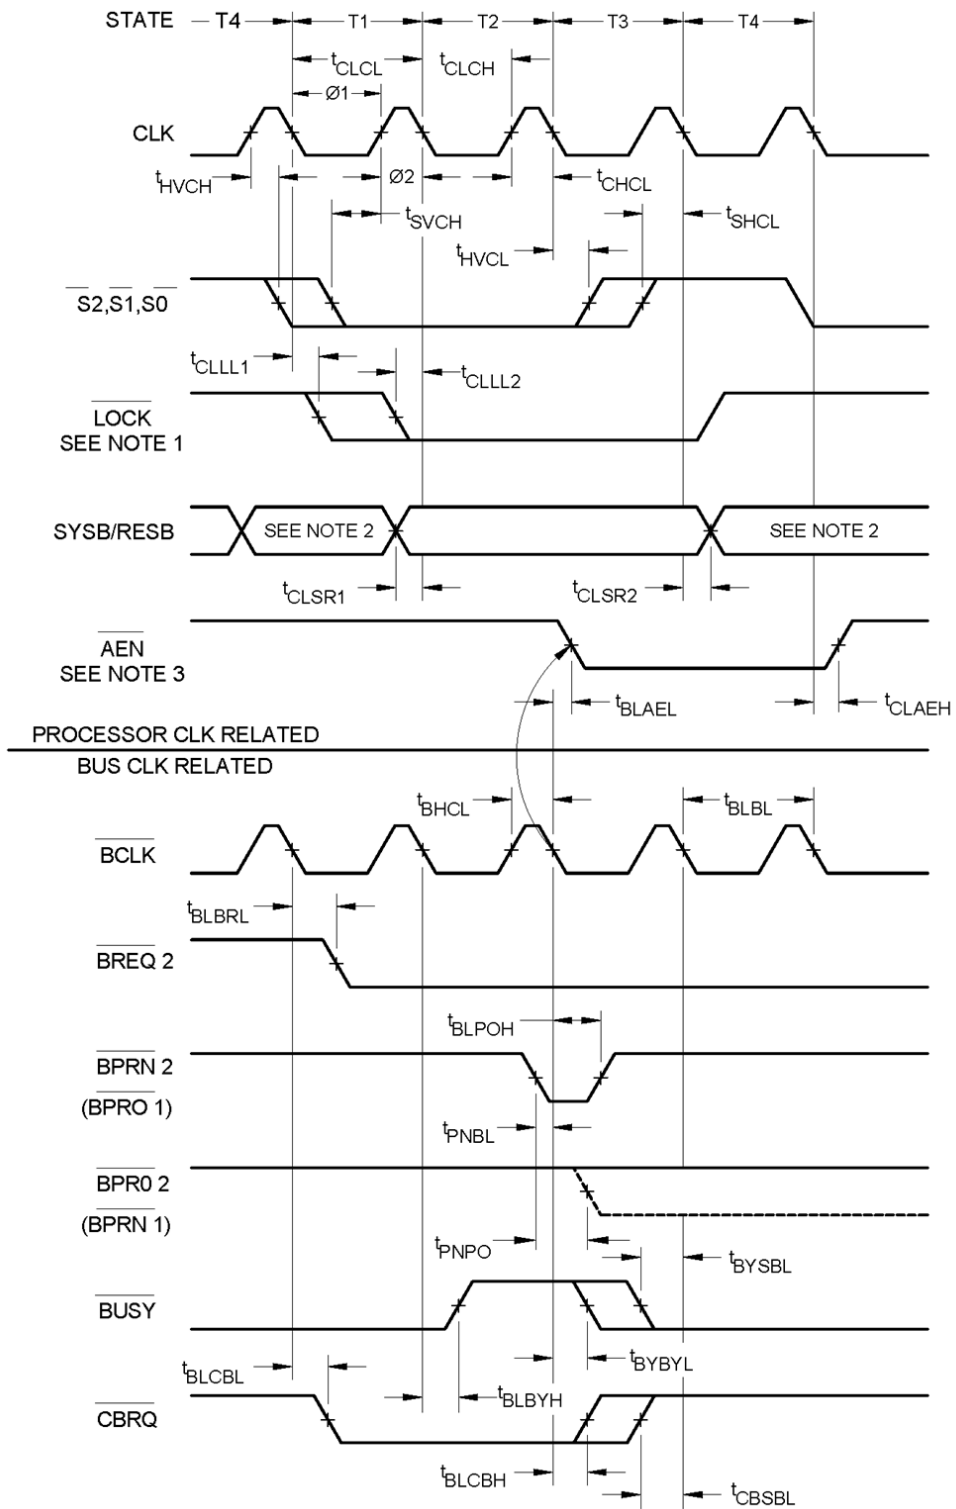 STATE T4 T1 T2 T3 T4
tCLCL tCLCH
Ø1
CLK
tHVCH Ø2 tCHCL
tSVCH tSHCL
tHVCL
S2,S1,S0
tCLLL1 tCLLL2
LOCK
SEE NOTE 1
SYSB/RESB SEE NOTE 2 SEE NOTE 2
tCLSR1 tCLSR2
AEN
SEE NOTE 3
tBLAEL tCLAEH
PROCESSOR CLK RELATED
BUS CLK RELATED
tBHCL tBLBL
BCLK
tBLBRL
BREQ 2
tBLPOH
BPRN 2
(BPRO 1)
tPNBL
BPR0 2
(BPRN 1)
tPNPO tBYSBL
BUSY
tBYBYL
tBLCBL tBLBYH
CBRQ
tBLCBH tCBSBL